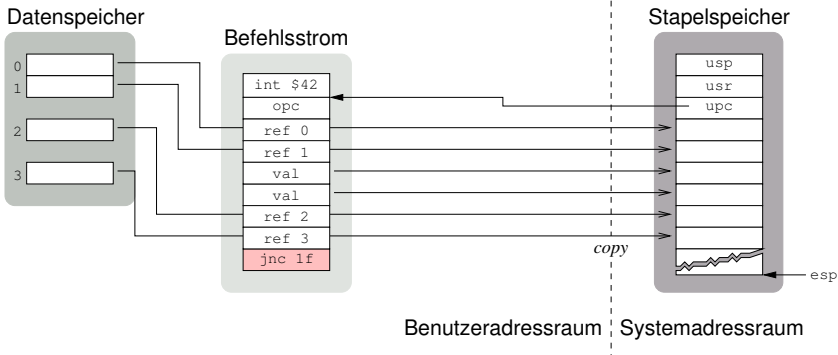 Datenspeicher
Befehlsstrom
Stapelspeicher
0
1
2
3
int $42
opc
ref 0
ref 1
val
val
ref 2
ref 3
jnc 1f
usp
usr
upc
copy
esp
Benutzeradressraum
Systemadressraum